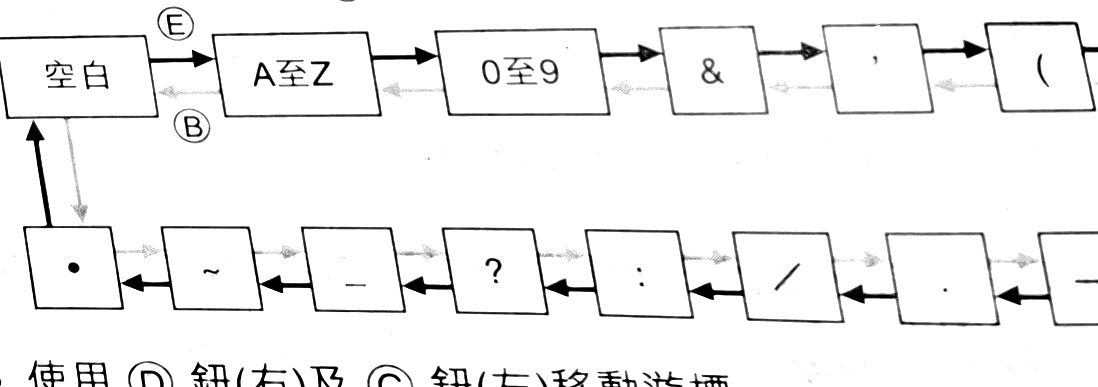 Ⓔ
空白 A至Z 0至9 & ' (
Ⓑ
• ~ _ ? : / . —
使用 Ⓓ 鈕(右)及 Ⓒ 鈕(左)移動游標